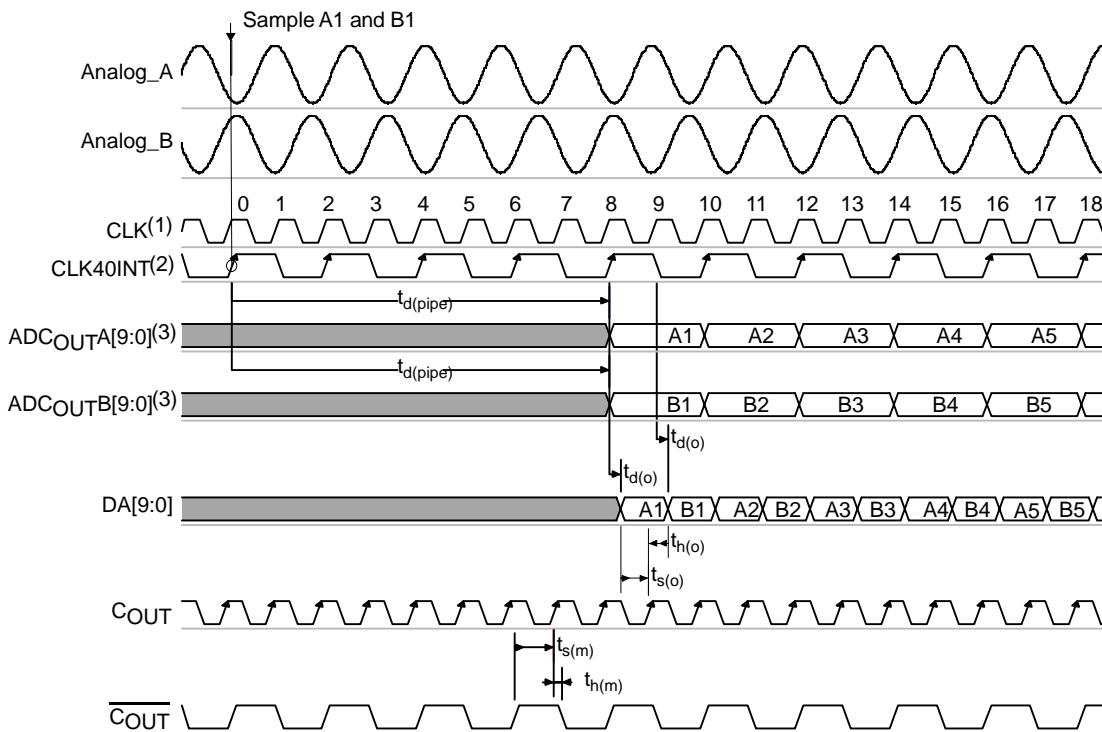 Sample A1 and B1
Analog_A
Analog_B
0 1 2 3 4 5 6 7 8 9 10 11 12 13 14 15 16 17 18
CLK(1)
CLK40INT(2)
td(pipe)
ADCOUTA[9:0](3) A1 A2 A3 A4 A5
td(pipe)
ADCOUTB[9:0](3) B1 B2 B3 B4 B5
td(o)
td(o)
DA[9:0] A1 B1 A2 B2 A3 B3 A4 B4 A5 B5
th(o)
ts(o)
COUT
ts(m)
th(m)
COUT